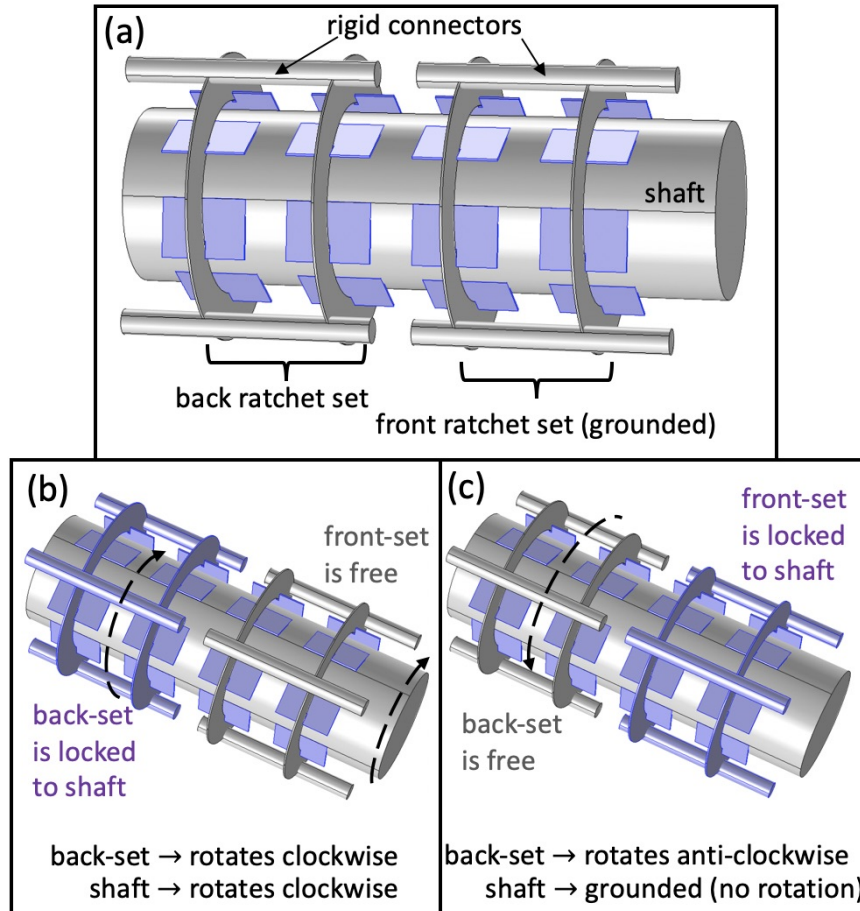 (a)
rigid connectors
shaft
back ratchet set
front ratchet set (grounded)
(b)
front-set
is free
back-set
is locked
to shaft
back-set → rotates clockwise
shaft → rotates clockwise
(c)
front-set
is locked
to shaft
back-set
is free
back-set → rotates anti-clockwise
shaft → grounded (no rotation)